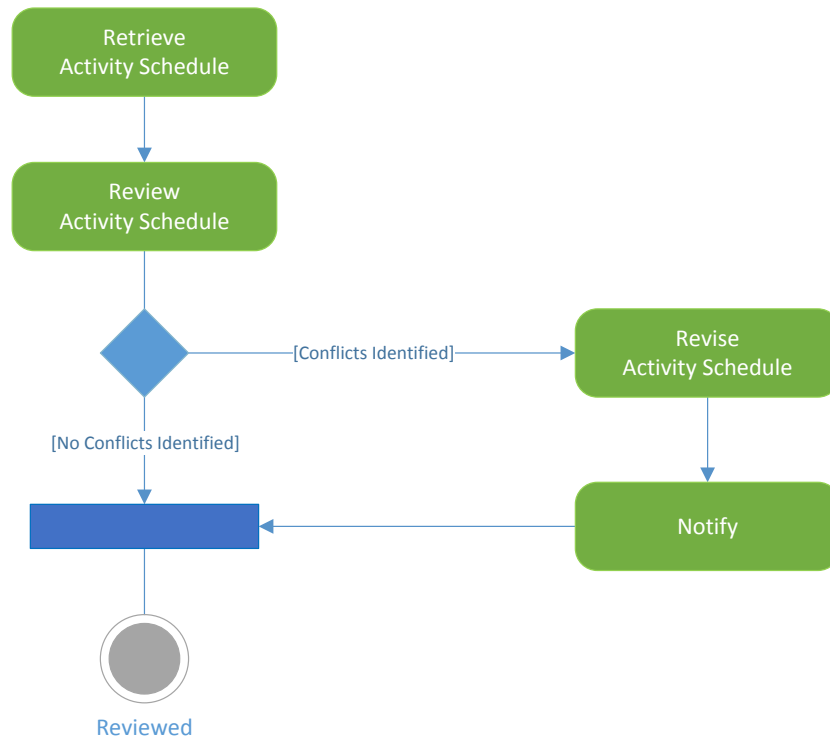 Retrieve
Activity Schedule
Review
Activity Schedule
[Conflicts Identified]
Revise
Activity Schedule
[No Conflicts Identified]
Notify
Reviewed